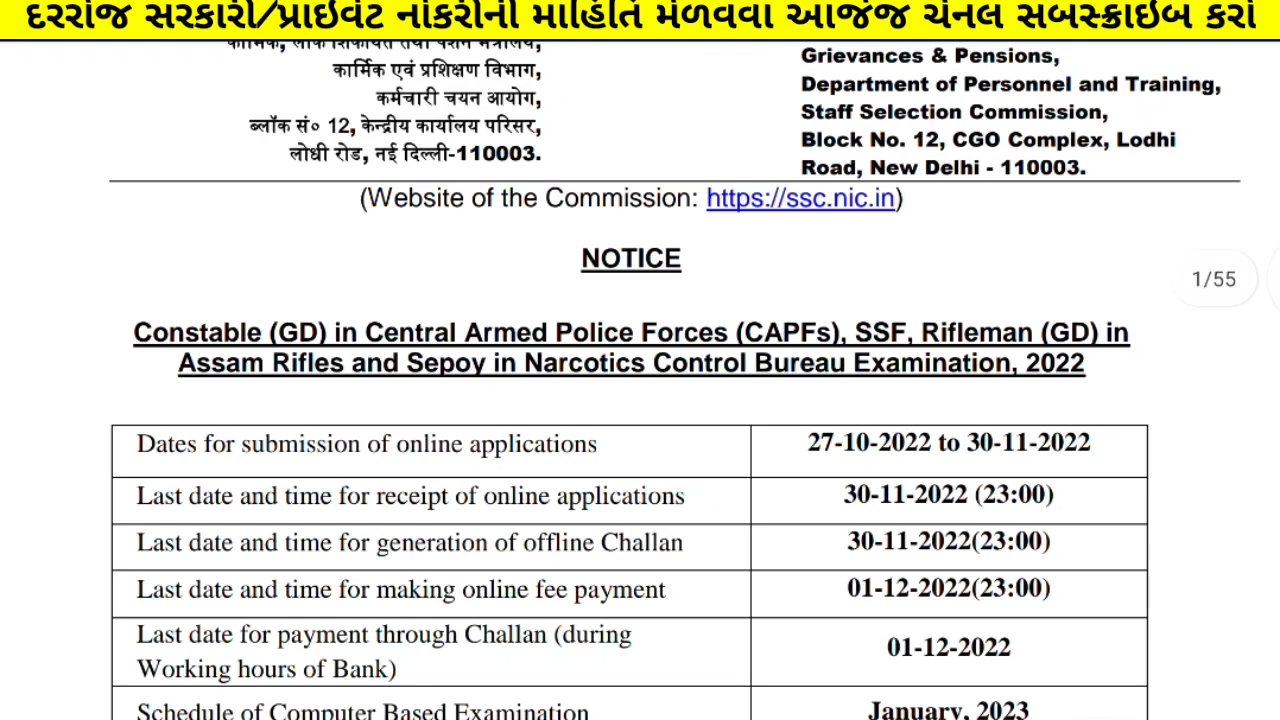 દરરોજ સરકારી/પ્રાઇવેટ નોકરીની માહિતિ મેળવવા આજેજ ચેનલ સબસ્ક્રાઇબ કરો
कार्मिक, लोक शिकायत तथा पेंशन मंत्रालय,
कार्मिक एवं प्रशिक्षण विभाग,
कर्मचारी चयन आयोग,
ब्लॉक सं० 12, केन्द्रीय कार्यालय परिसर,
लोधी रोड, नई दिल्ली-110003.
Grievances & Pensions,
Department of Personnel and Training,
Staff Selection Commission,
Block No. 12, CGO Complex, Lodhi
Road, New Delhi - 110003.
(Website of the Commission: https://ssc.nic.in)
NOTICE
1/55
Constable (GD) in Central Armed Police Forces (CAPFs), SSF, Rifleman (GD) in
Assam Rifles and Sepoy in Narcotics Control Bureau Examination, 2022
Dates for submission of online applications
27-10-2022 to 30-11-2022
Last date and time for receipt of online applications
30-11-2022 (23:00)
Last date and time for generation of offline Challan
30-11-2022(23:00)
Last date and time for making online fee payment
01-12-2022(23:00)
Last date for payment through Challan (during
Working hours of Bank)
01-12-2022
Schedule of Computer Based Examination
January, 2023